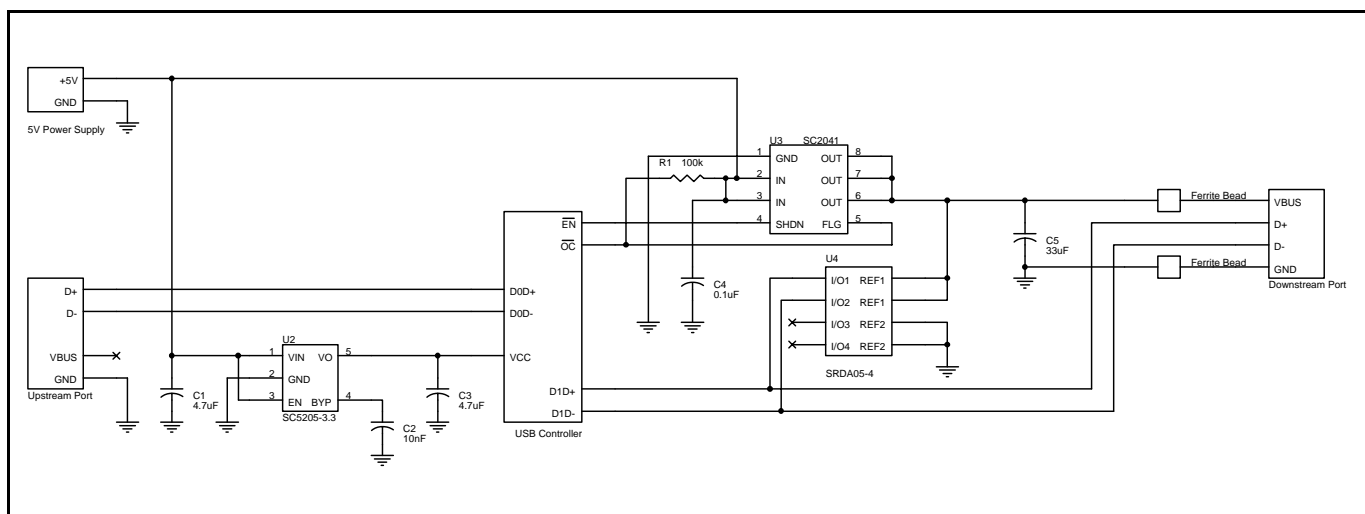 +5V
GND
5V Power Supply
U3 SC2041
1 GND OUT 8
R1 100k
2 IN OUT 7
3 IN OUT 6
4 SHDN FLG 5
Ferrite Bead
VBUS
D+
D-
GND
Ferrite Bead
Downstream Port
C5
33uF
EN
OC
C4
0.1uF
U4
I/O1 REF1
I/O2 REF1
I/O3 REF2
I/O4 REF2
SRDA05-4
D+
D-
VBUS
GND
Upstream Port
D0D+
D0D-
VCC
D1D+
D1D-
USB Controller
U2
1 VIN VO 5
2 GND
3 EN BYP 4
SC5205-3.3
C1
4.7uF
C2
10nF
C3
4.7uF